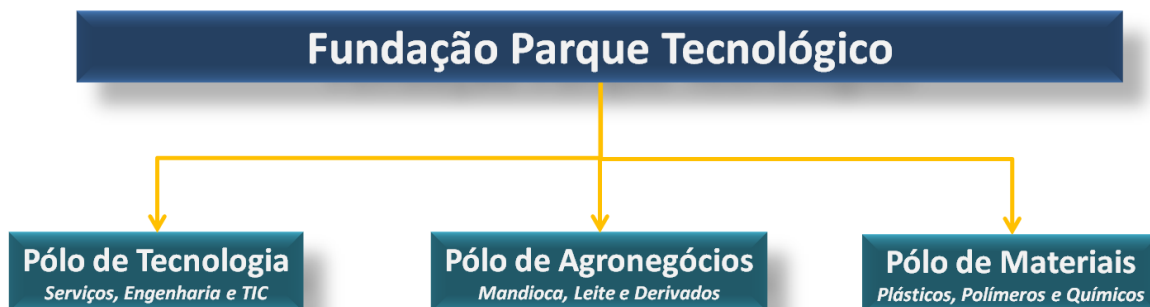 Fundação Parque Tecnológico
Pólo de Tecnologia
Serviços, Engenharia e TIC
Pólo de Agronegócios
Mandioca, Leite e Derivados
Pólo de Materiais
Plásticos, Polímeros e Químicos